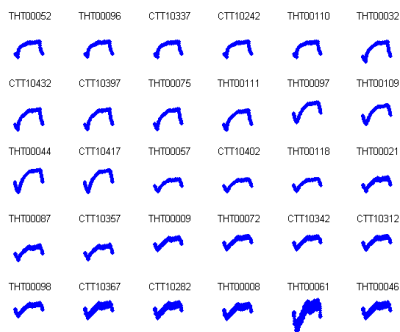 THT00052 THT00096 CTT10337 CTT10242 THT00110 THT00032
CTT10432 CTT10397 THT00075 THT00111 THT00097 THT00109
THT00044 CTT10417 THT00057 CTT10402 THT00118 THT00021
THT00087 CTT10357 THT00009 THT00072 CTT10342 CTT10312
THT00098 CTT10367 CTT10282 THT00008 THT00061 THT00046